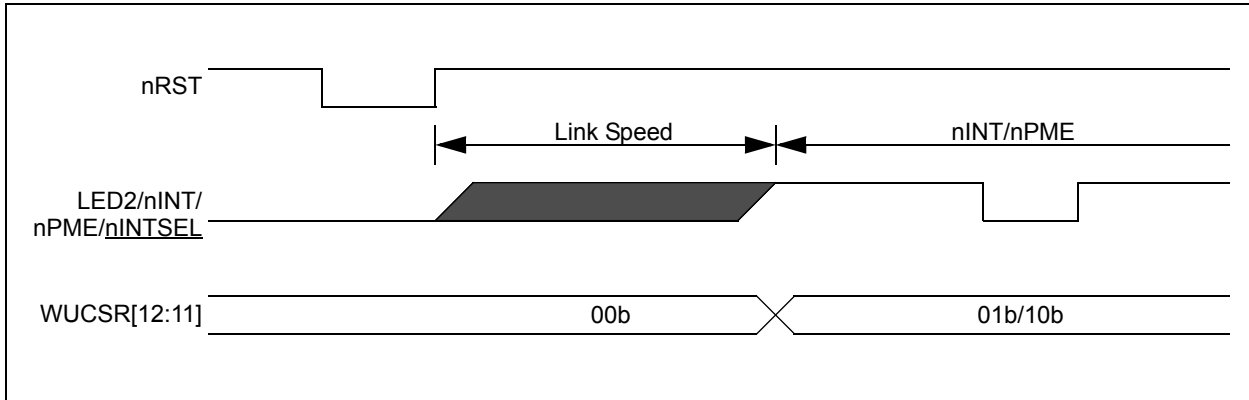 nRST
Link Speed
nINT/nPME
LED2/nINT/
nPME/nINTSEL
WUCSR[12:11]
00b
01b/10b